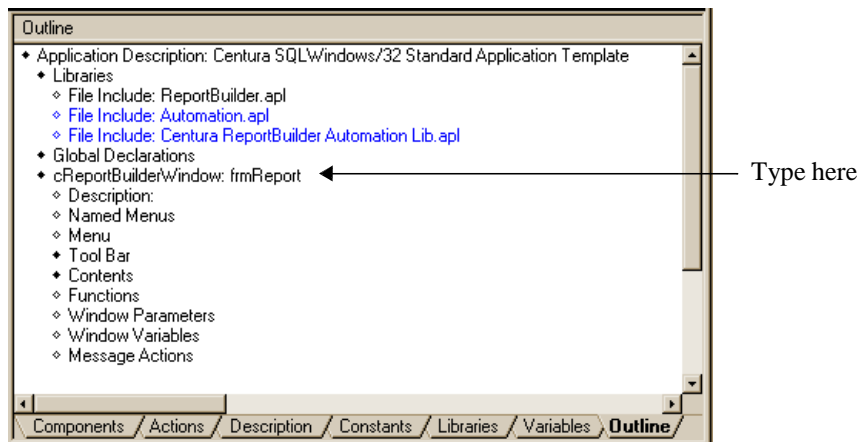 Outline
Application Description: Centura SQLWindows/32 Standard Application Template
Libraries
File Include: ReportBuilder.apl
File Include: Automation.apl
File Include: Centura ReportBuilder Automation Lib.apl
Global Declarations
cReportBuilderWindow: frmReport
Type here
Description:
Named Menus
Menu
Tool Bar
Contents
Functions
Window Parameters
Window Variables
Message Actions
Components Actions Description Constants Libraries Variables Outline